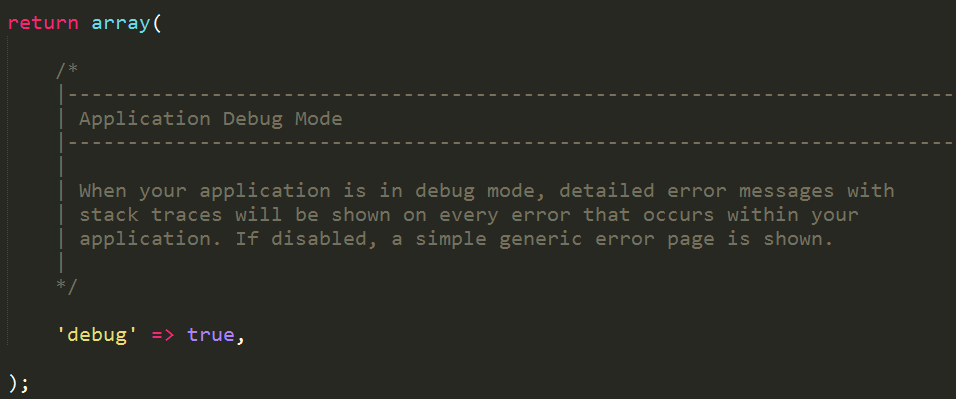 return array(
/*
|--------------------------------------------------------------------------
| Application Debug Mode
|--------------------------------------------------------------------------
|
| When your application is in debug mode, detailed error messages with
| stack traces will be shown on every error that occurs within your
| application. If disabled, a simple generic error page is shown.
|
*/
'debug' => true,
);